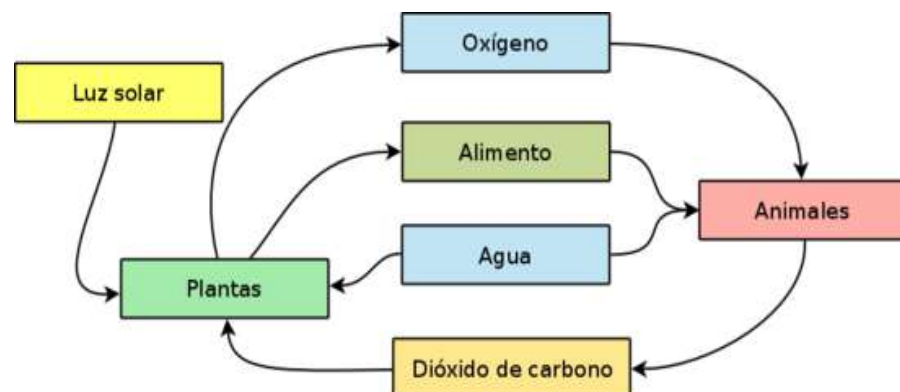 Oxígeno
Luz solar
Alimento
Animales
Agua
Plantas
Dióxido de carbono